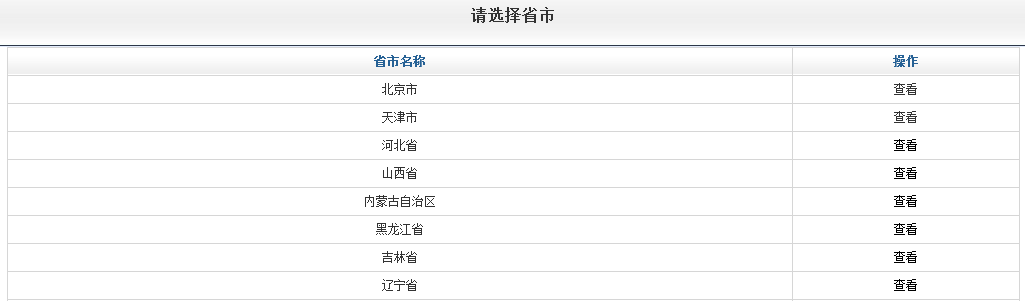 请选择省市
省市名称 操作
北京市 查看
天津市 查看
河北省 查看
山西省 查看
内蒙古自治区 查看
黑龙江省 查看
吉林省 查看
辽宁省 查看